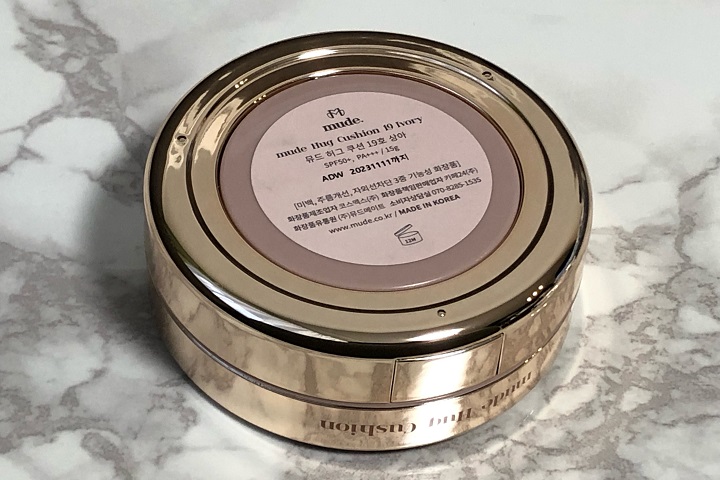 mude.
mude Hug Cushion 19 Ivory
뮤드 허그 쿠션 19호 상아
SPF50+, PA+++ / 15g
ADW 20231111까지
[미백, 주름개선, 자외선차단 3중 기능성 화장품]
화장품제조업자 코스맥스(주) 화장품책임판매업자 카페24(주)
화장품유통원 (주)뮤드메이트 소비자상담실 070-8285-1535
www.mude.co.kr / MADE IN KOREA
12M
mude Hug Cushion